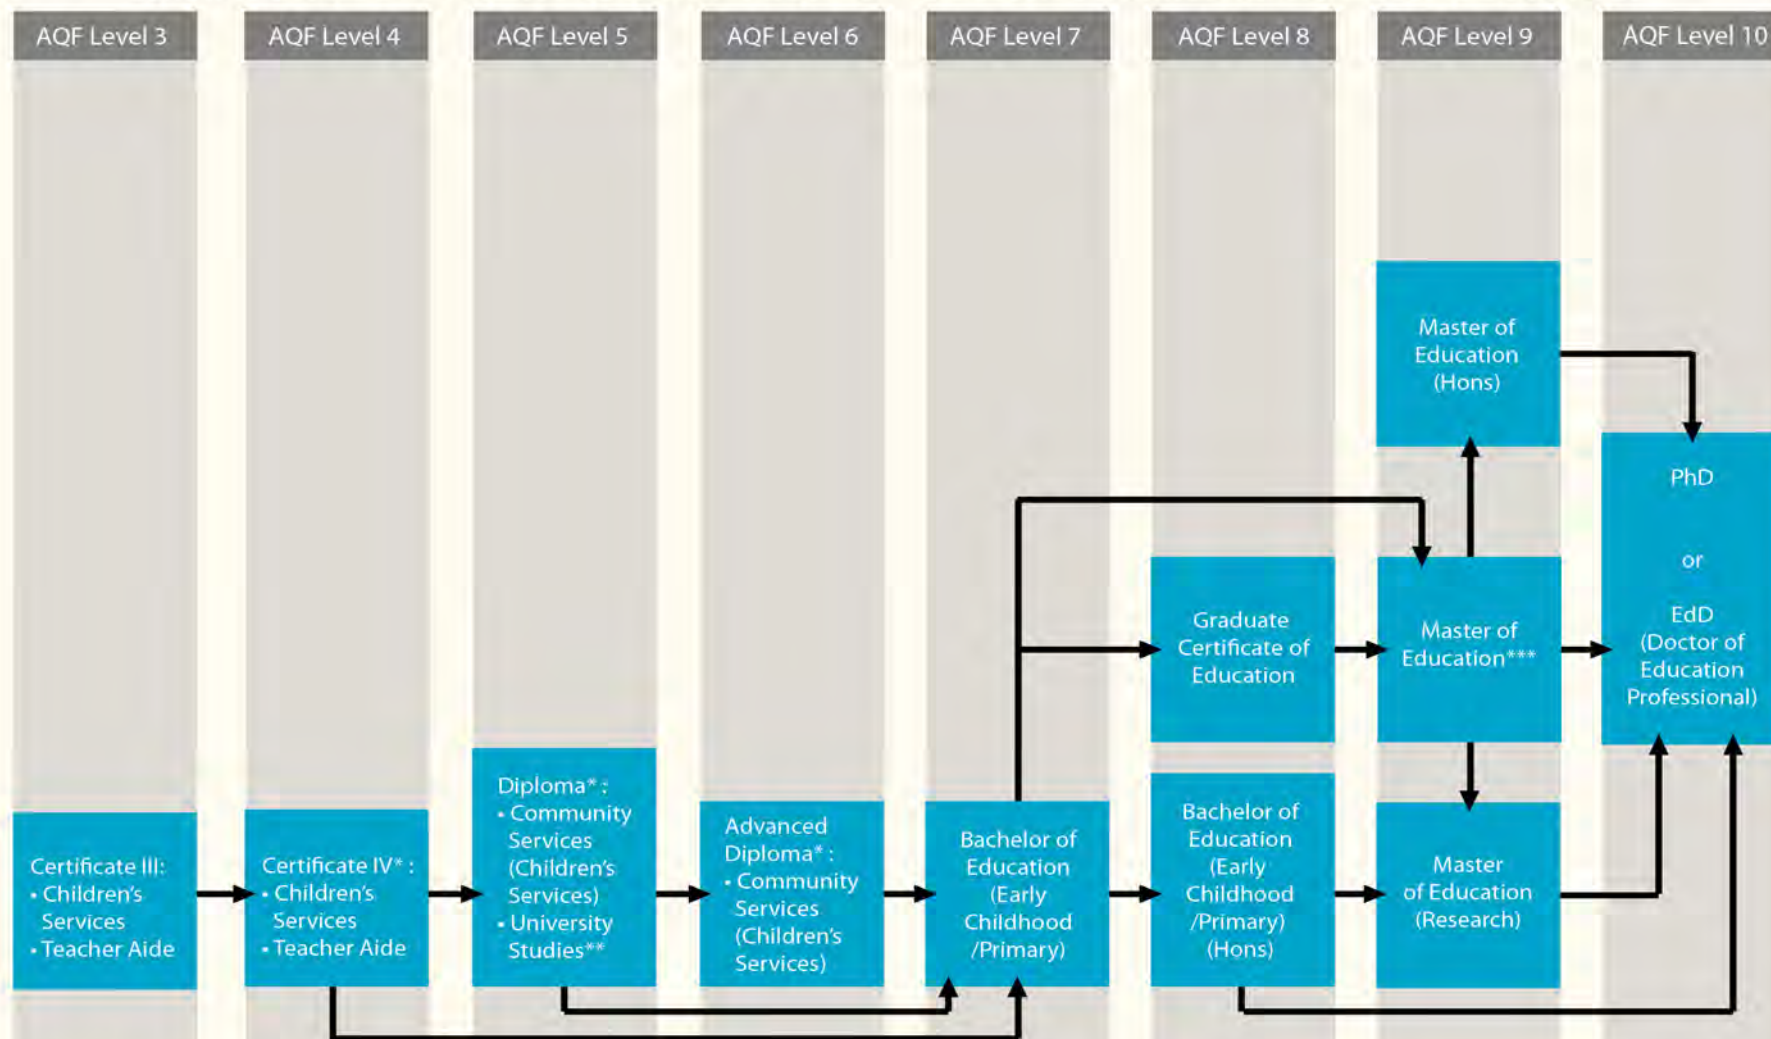 AQF Level 3
AQF Level 4
AQF Level 5
AQF Level 6
AQF Level 7
AQF Level 8
AQF Level 9
AQF Level 10
Certificate III:
• Children's
Services
• Teacher Aide
Certificate IV* :
• Children's
Services
• Teacher Aide
Diploma* :
• Community
Services
(Children's
Services)
• University
Studies**
Advanced
Diploma* :
• Community
Services
(Children's
Services)
Bachelor of
Education
(Early
Childhood
/Primary)
Graduate
Certificate of
Education
Bachelor of
Education
(Early
Childhood
/Primary)
(Hons)
Master of
Education
(Hons)
Master of
Education***
Master
of Education
(Research)
PhD
or
EdD
(Doctor of
Education
Professional)